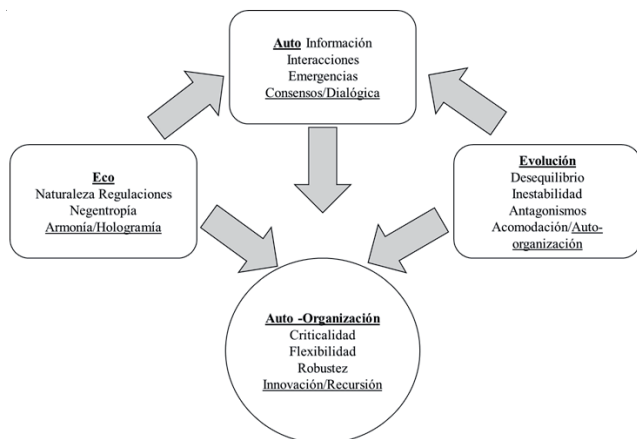 Auto Información
Interacciones
Emergencias
Consensos/Dialógica
Eco
Naturaleza Regulaciones
Negentropía
Armonía/Hologramía
Evolución
Desequilibrio
Inestabilidad
Antagonismos
Acomodación/Auto-
organización
Auto -Organización
Criticalidad
Flexibilidad
Robustez
Innovación/Recursión